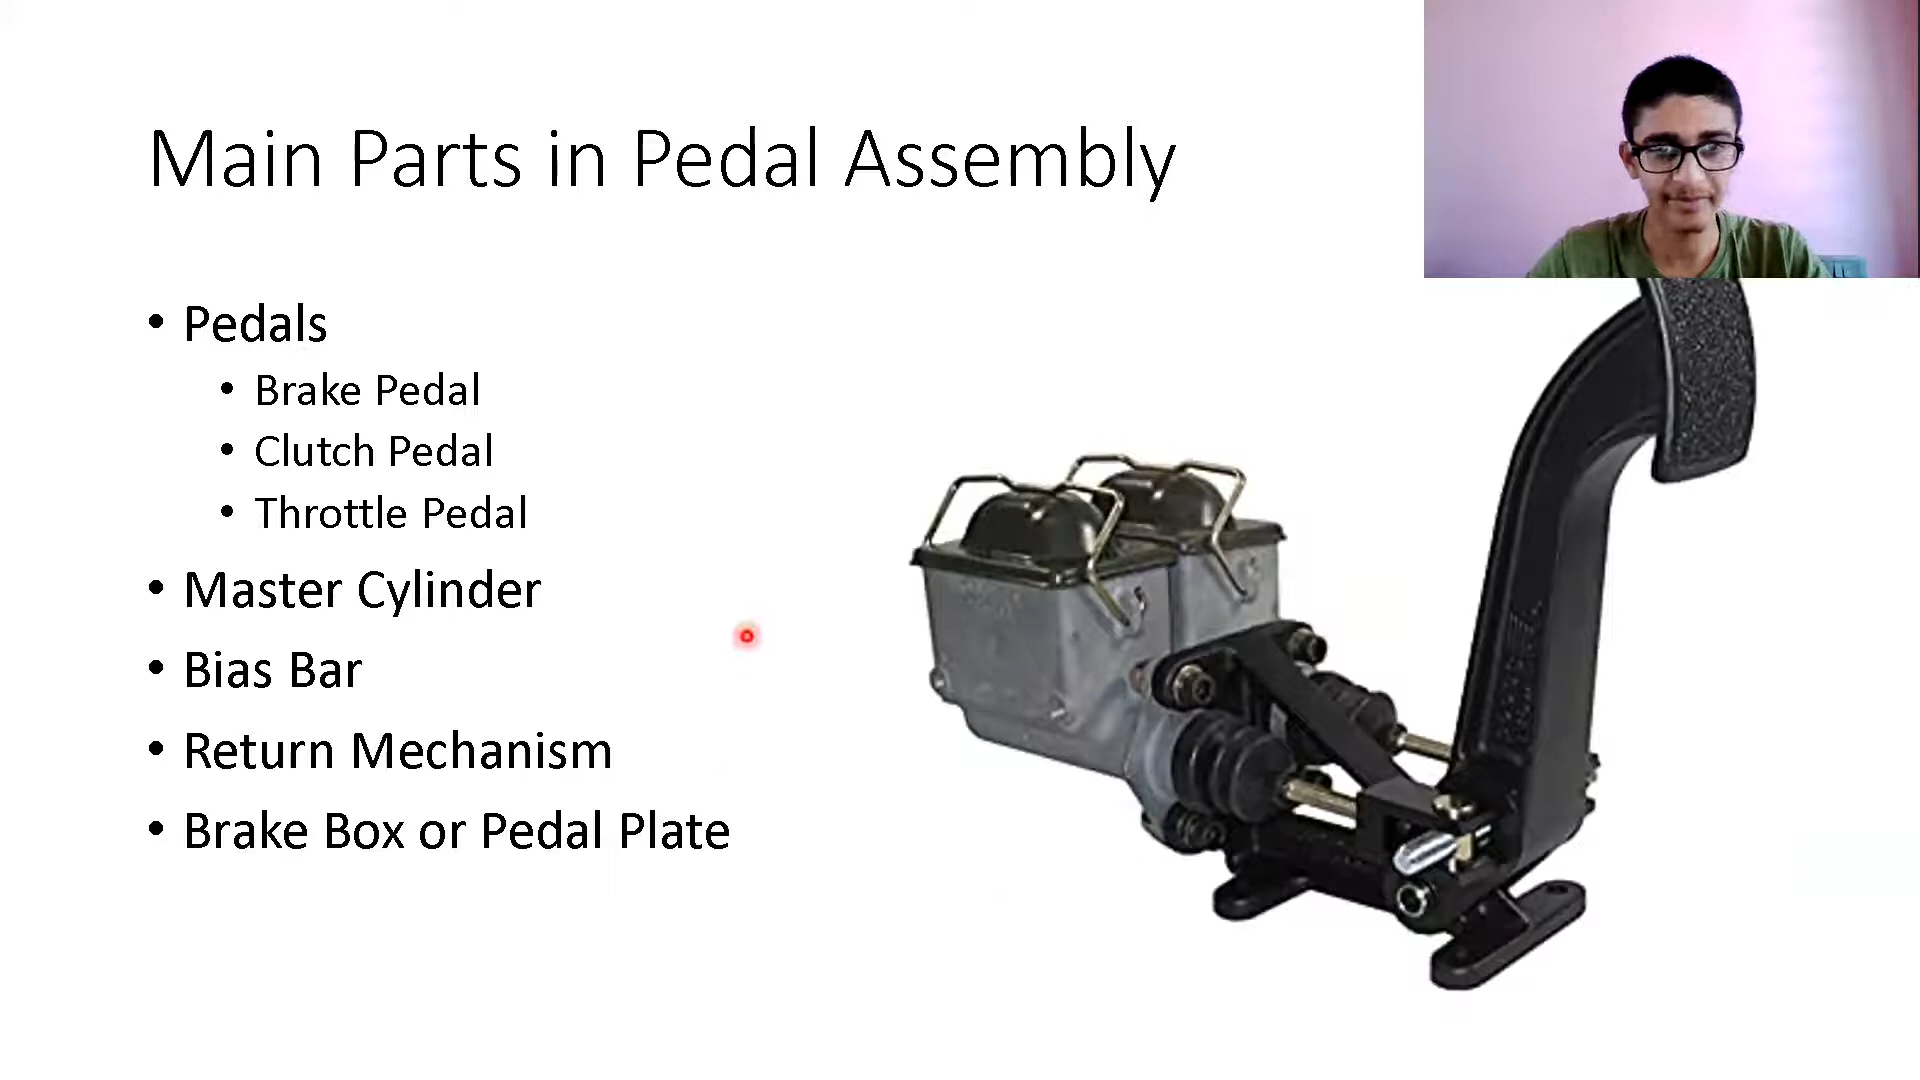 Main Parts in Pedal Assembly
• Pedals
• Brake Pedal
• Clutch Pedal
• Throttle Pedal
• Master Cylinder
• Bias Bar
• Return Mechanism
• Brake Box or Pedal Plate